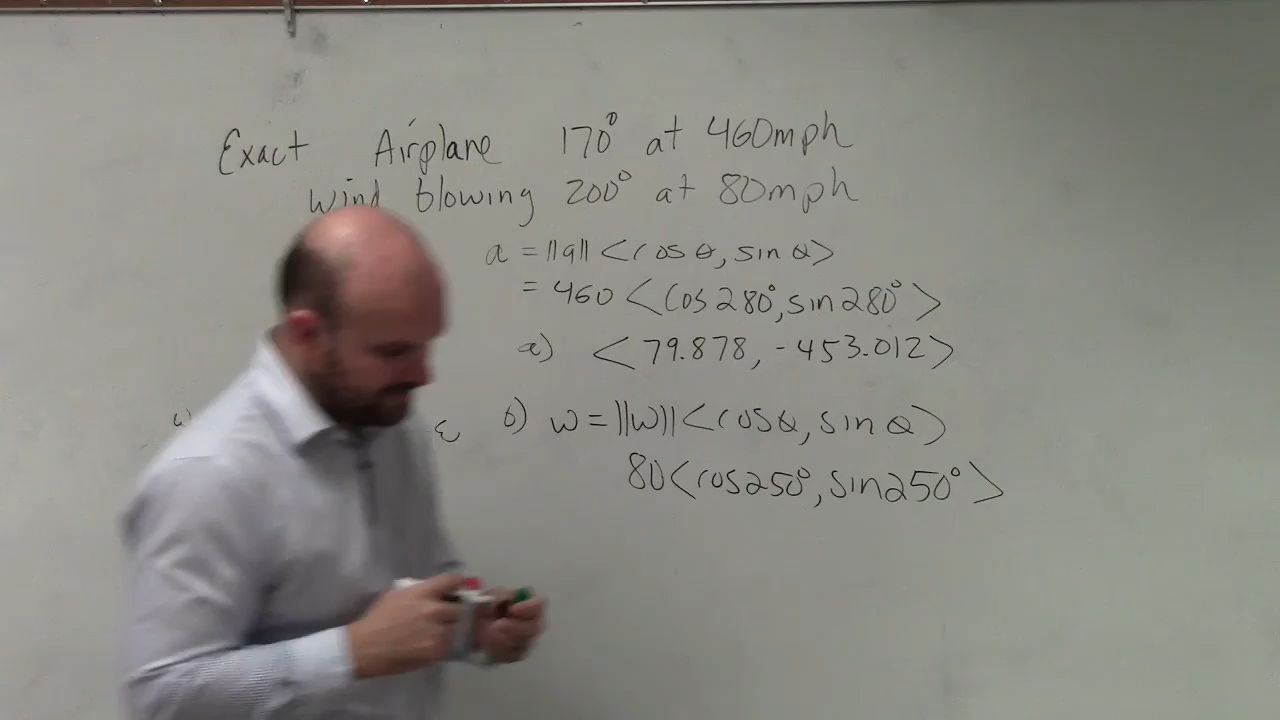 Exact Airplane 170° at 460mph
wind blowing 200° at 80mph
a = ||a|| <cos θ, sin θ>
= 460 <cos 280°, sin 280°>
a) <79.878, -453.012>
b) w = ||w|| <cos θ, sin θ>
80 <cos 250°, sin 250°>